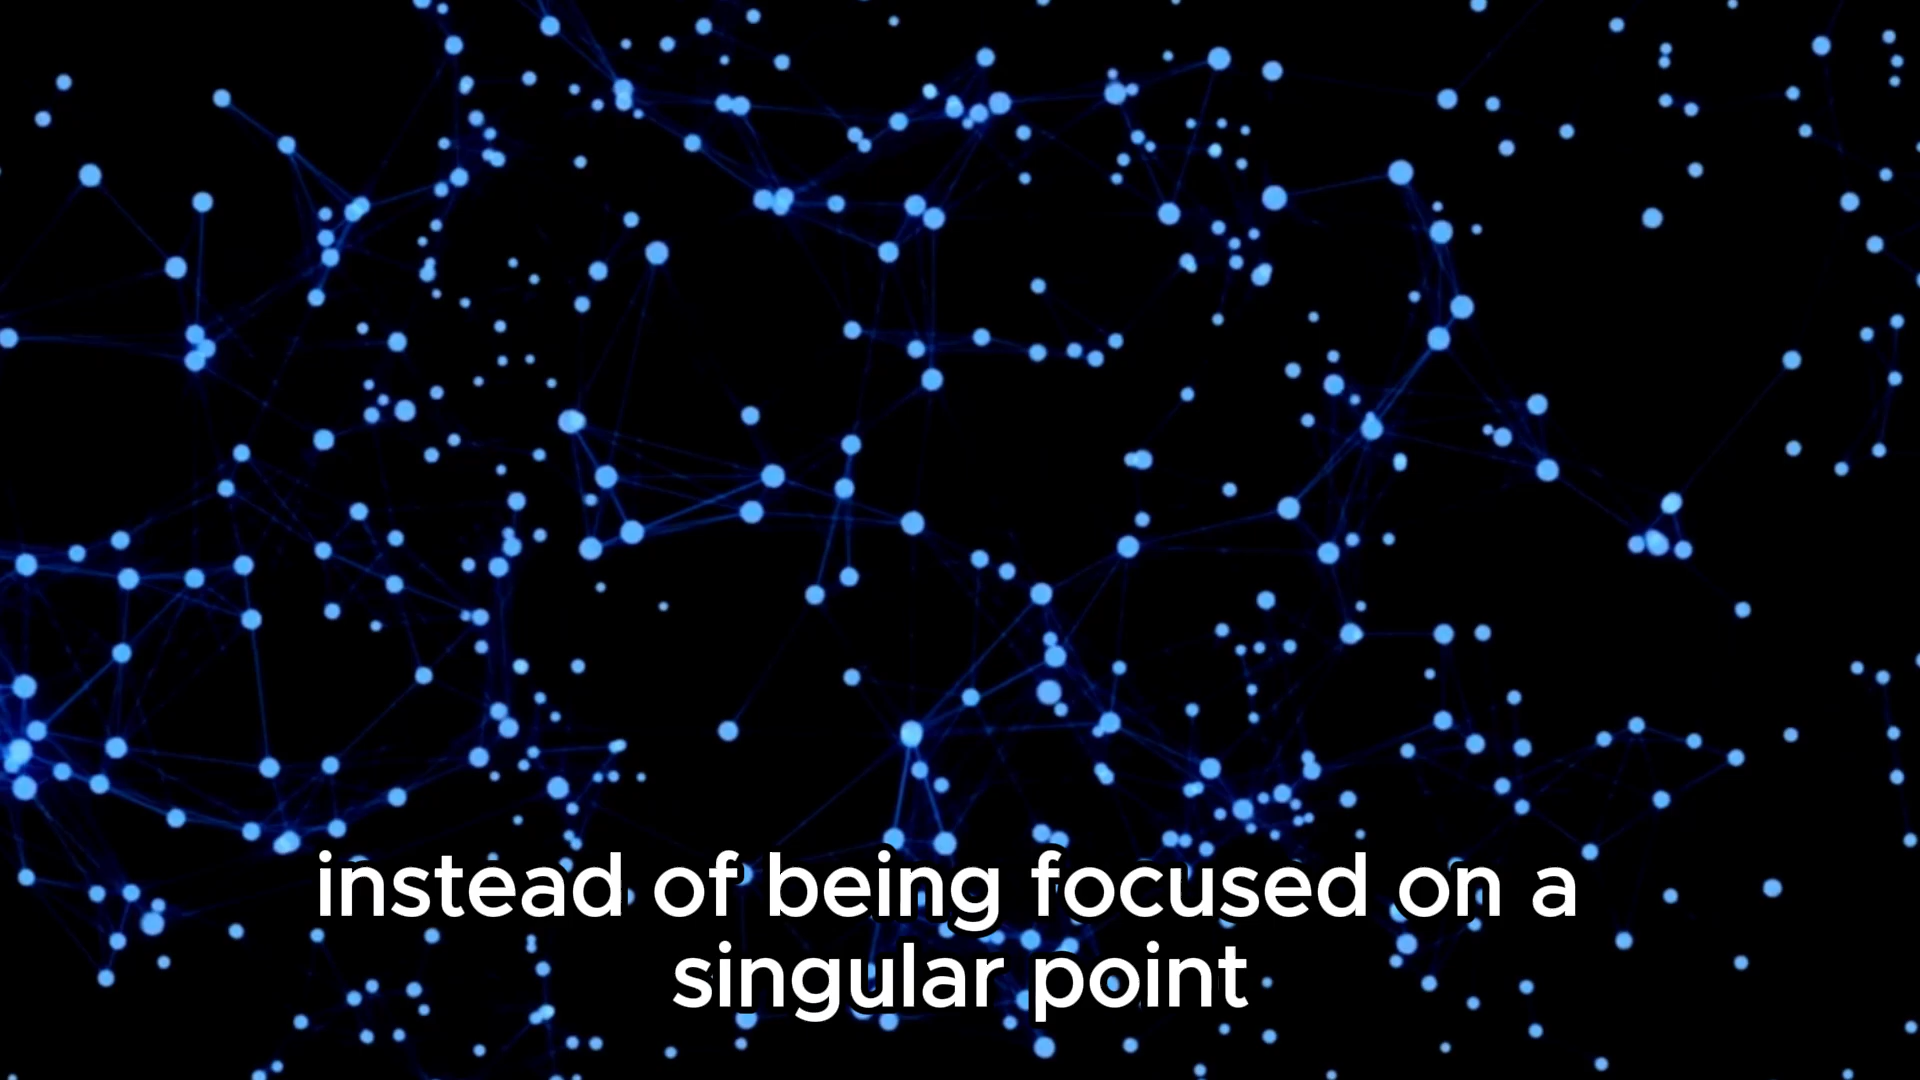 instead of being focused on a
singular point